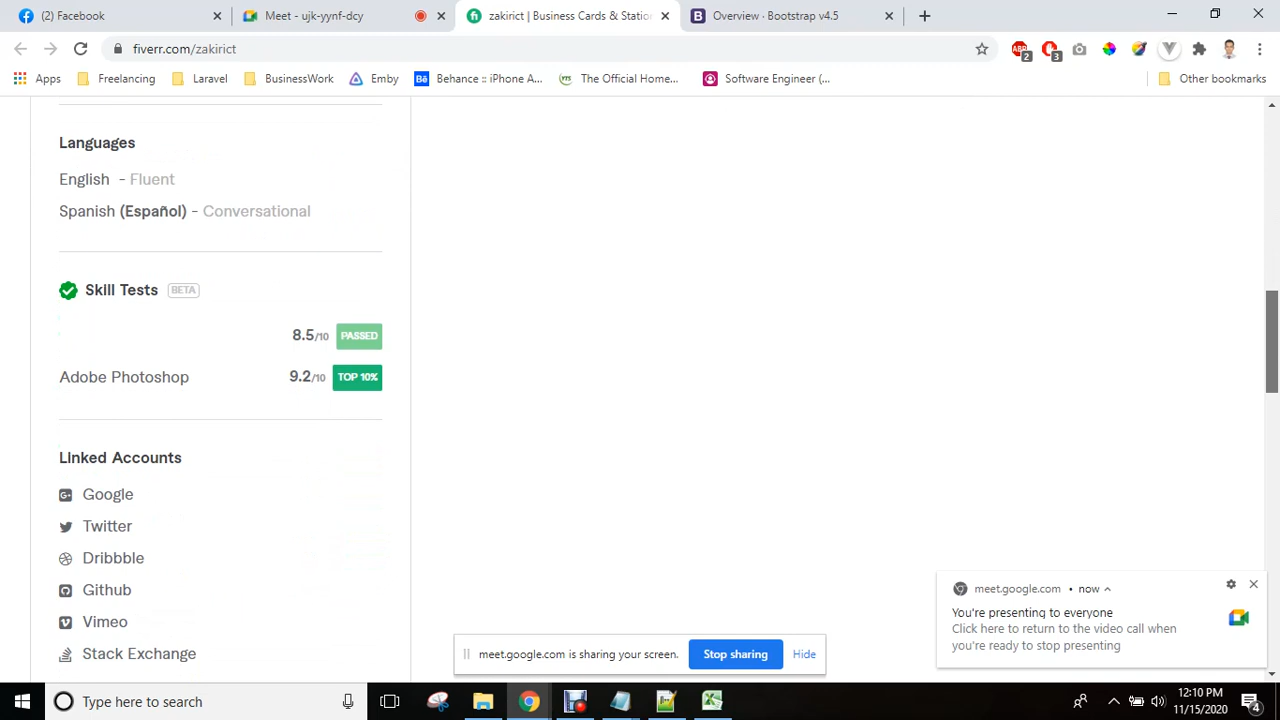 (2) Facebook
Meet - ujk-yynf-dcy
zakirict | Business Cards & Statio
Overview · Bootstrap v4.5
fiverr.com/zakirict
2
3
Apps
Freelancing
Laravel
BusinessWork
Emby
Behance :: iPhone A...
The Official Home...
Software Engineer (...
Other bookmarks
Languages
English - Fluent
Spanish (Español) - Conversational
Skill Tests BETA
8.5/10 PASSED
Adobe Photoshop 9.2/10 TOP 10%
Linked Accounts
Google
Twitter
Dribbble
Github
Vimeo
Stack Exchange
meet.google.com • now
You're presenting to everyone
Click here to return to the video call when
you're ready to stop presenting
meet.google.com is sharing your screen. Stop sharing Hide
Type here to search
12:10 PM
11/15/2020
4